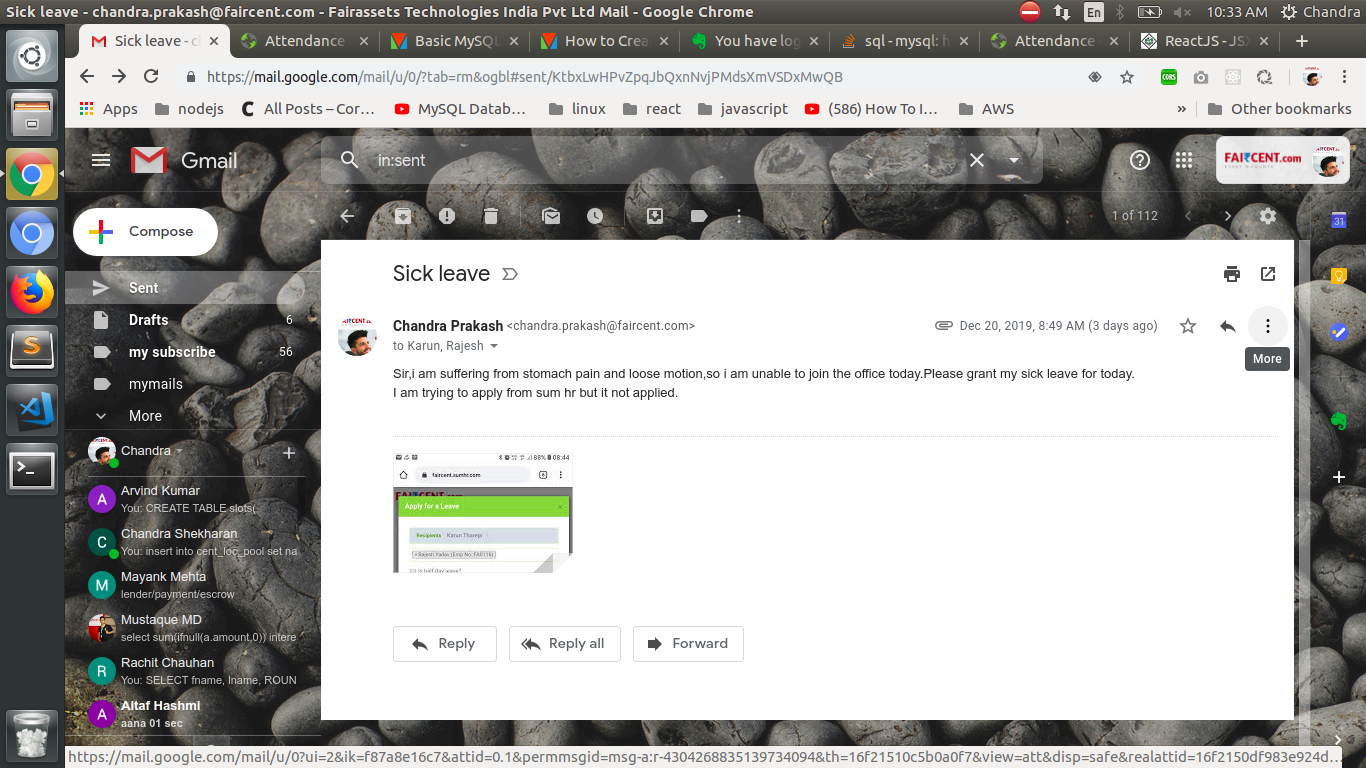 Sick leave - chandra.prakash@faircent.com - Fairassets Technologies India Pvt Ltd Mail - Google Chrome
En
10:33 AM
Chandra
Sick leave - c
Attendance
Basic MySQL
How to Crea
You have log
sql - mysql: h
Attendance
ReactJS - JSX
https://mail.google.com/mail/u/0/?tab=rm&ogbl#sent/KtbxLwHPvZpqJbQxnNvjPMdsXmVSDxMwQB
CORS
Apps
nodejs
All Posts – Cor…
MySQL Datab…
linux
react
javascript
(586) How To I…
AWS
»
Other bookmarks
Gmail
in:sent
FAIRCENT.com
Compose
1 of 112
31
Sent
Drafts 6
my subscribe 56
mymails
More
Chandra
Arvind Kumar
You: CREATE TABLE slots(
Chandra Shekharan
You: insert into cent_loc_pool set na
Mayank Mehta
lender/payment/escrow
Mustaque MD
select sum(ifnull(a.amount,0)) intere
Rachit Chauhan
You: SELECT fname, lname, ROUN
Altaf Hashmi
aana 01 sec
A
C
M
R
A
Sick leave
Chandra Prakash <chandra.prakash@faircent.com>
Dec 20, 2019, 8:49 AM (3 days ago)
to Karun, Rajesh
More
Sir,i am suffering from stomach pain and loose motion,so i am unable to join the office today.Please grant my sick leave for today.
I am trying to apply from sum hr but it not applied.
88% 08:44
faircent.sumhr.com
Apply for a Leave
Recipients Karun Thareja
Rajesh Yadav (Emp No. FA0116)
Is half day leave?
Reply
Reply all
Forward
https://mail.google.com/mail/u/0?ui=2&ik=f87a8e16c7&attid=0.1&permmsgid=msg-a:r-4304268835139734094&th=16f21510c5b0a0f7&view=att&disp=safe&realattid=16f2150df983e924d…